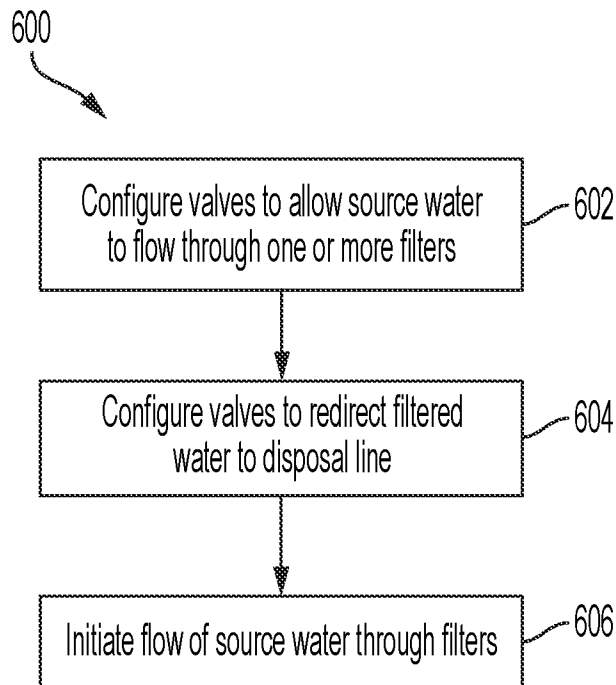 600
Configure valves to allow source water
to flow through one or more filters
602
Configure valves to redirect filtered
water to disposal line
604
Initiate flow of source water through filters
606